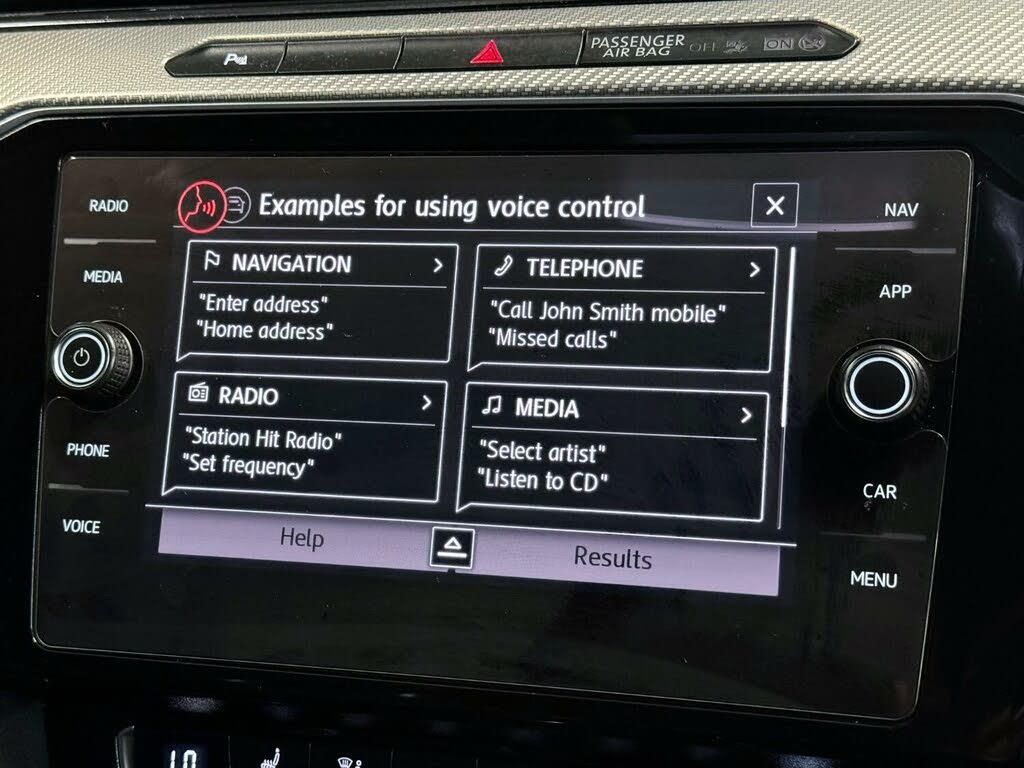 PASSENGER
AIR BAG OFF ON
RADIO
MEDIA
PHONE
VOICE
Examples for using voice control
NAVIGATION
"Enter address"
"Home address"
TELEPHONE
"Call John Smith mobile"
"Missed calls"
RADIO
"Station Hit Radio"
"Set frequency"
MEDIA
"Select artist"
"Listen to CD"
Help
Results
NAV
APP
CAR
MENU